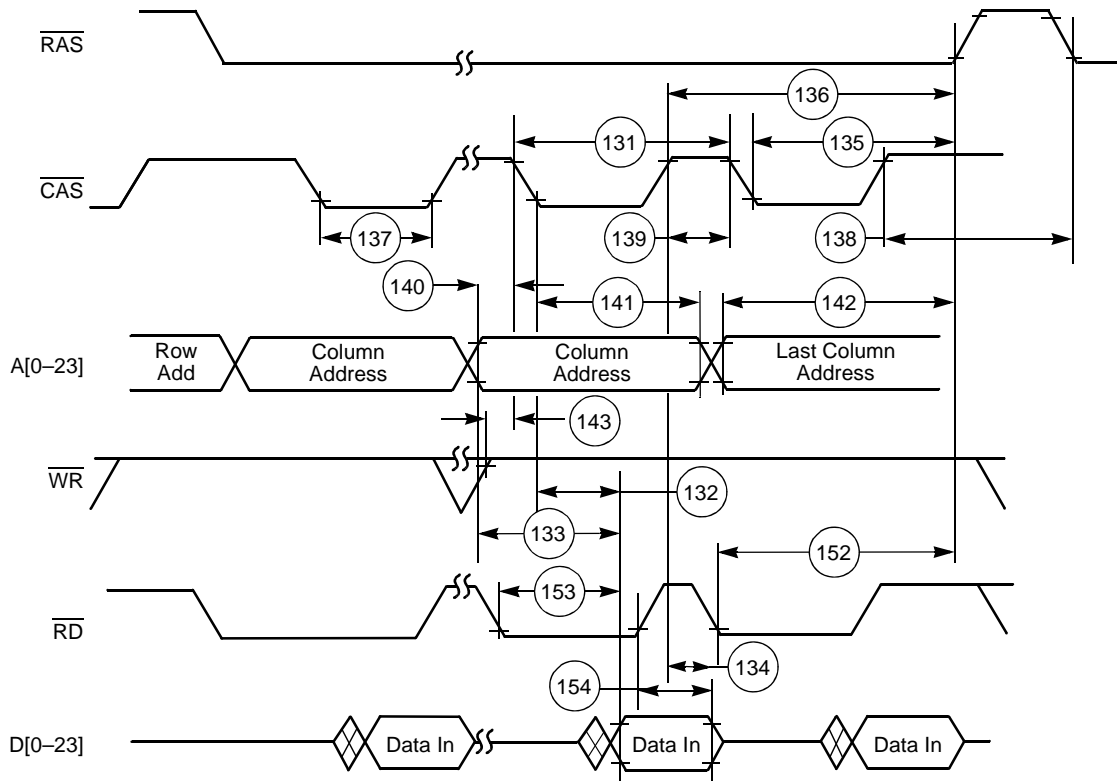 RAS
136
131
135
CAS
137
139
138
140
141
142
A[0–23]
Row
Add
Column
Address
Column
Address
Last Column
Address
143
WR
132
133
152
153
RD
134
154
D[0–23]
Data In
Data In
Data In